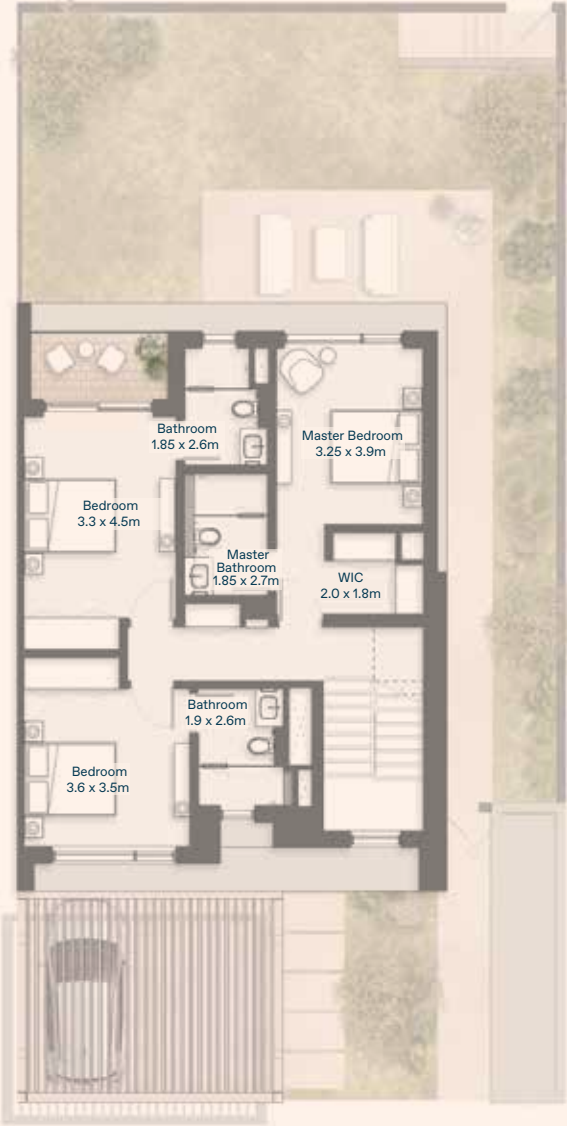 Bathroom
1.85 x 2.6m
Master Bedroom
3.25 x 3.9m
Bedroom
3.3 x 4.5m
Master
Bathroom
1.85 x 2.7m
WIC
2.0 x 1.8m
Bathroom
1.9 x 2.6m
Bedroom
3.6 x 3.5m